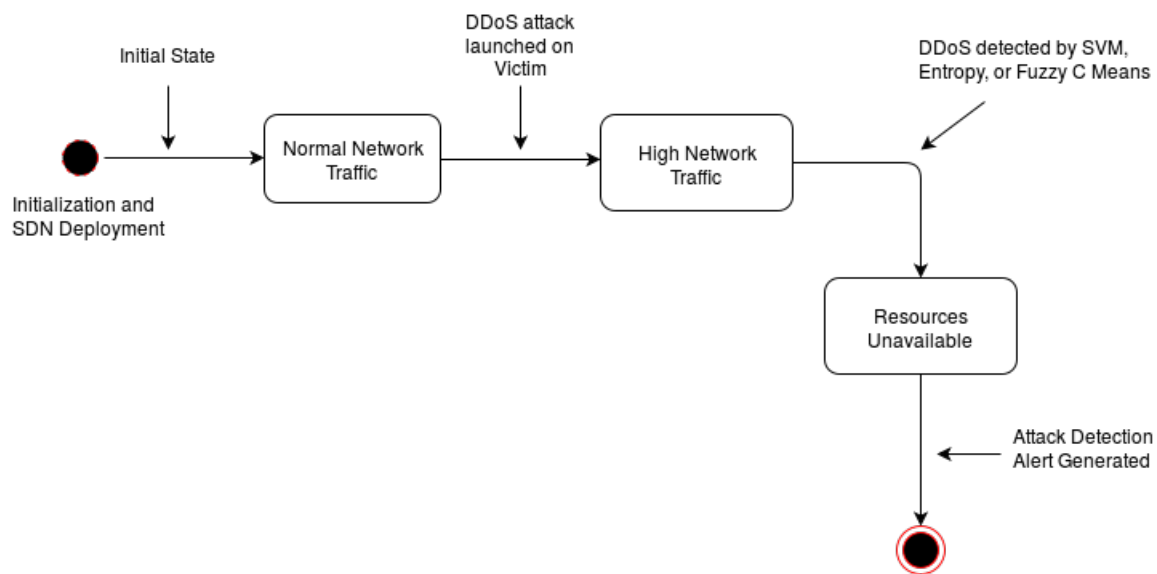 Initial State
DDoS attack
launched on
Victim
DDoS detected by SVM,
Entropy, or Fuzzy C Means
Normal Network
Traffic
High Network
Traffic
Initialization and
SDN Deployment
Resources
Unavailable
Attack Detection
Alert Generated